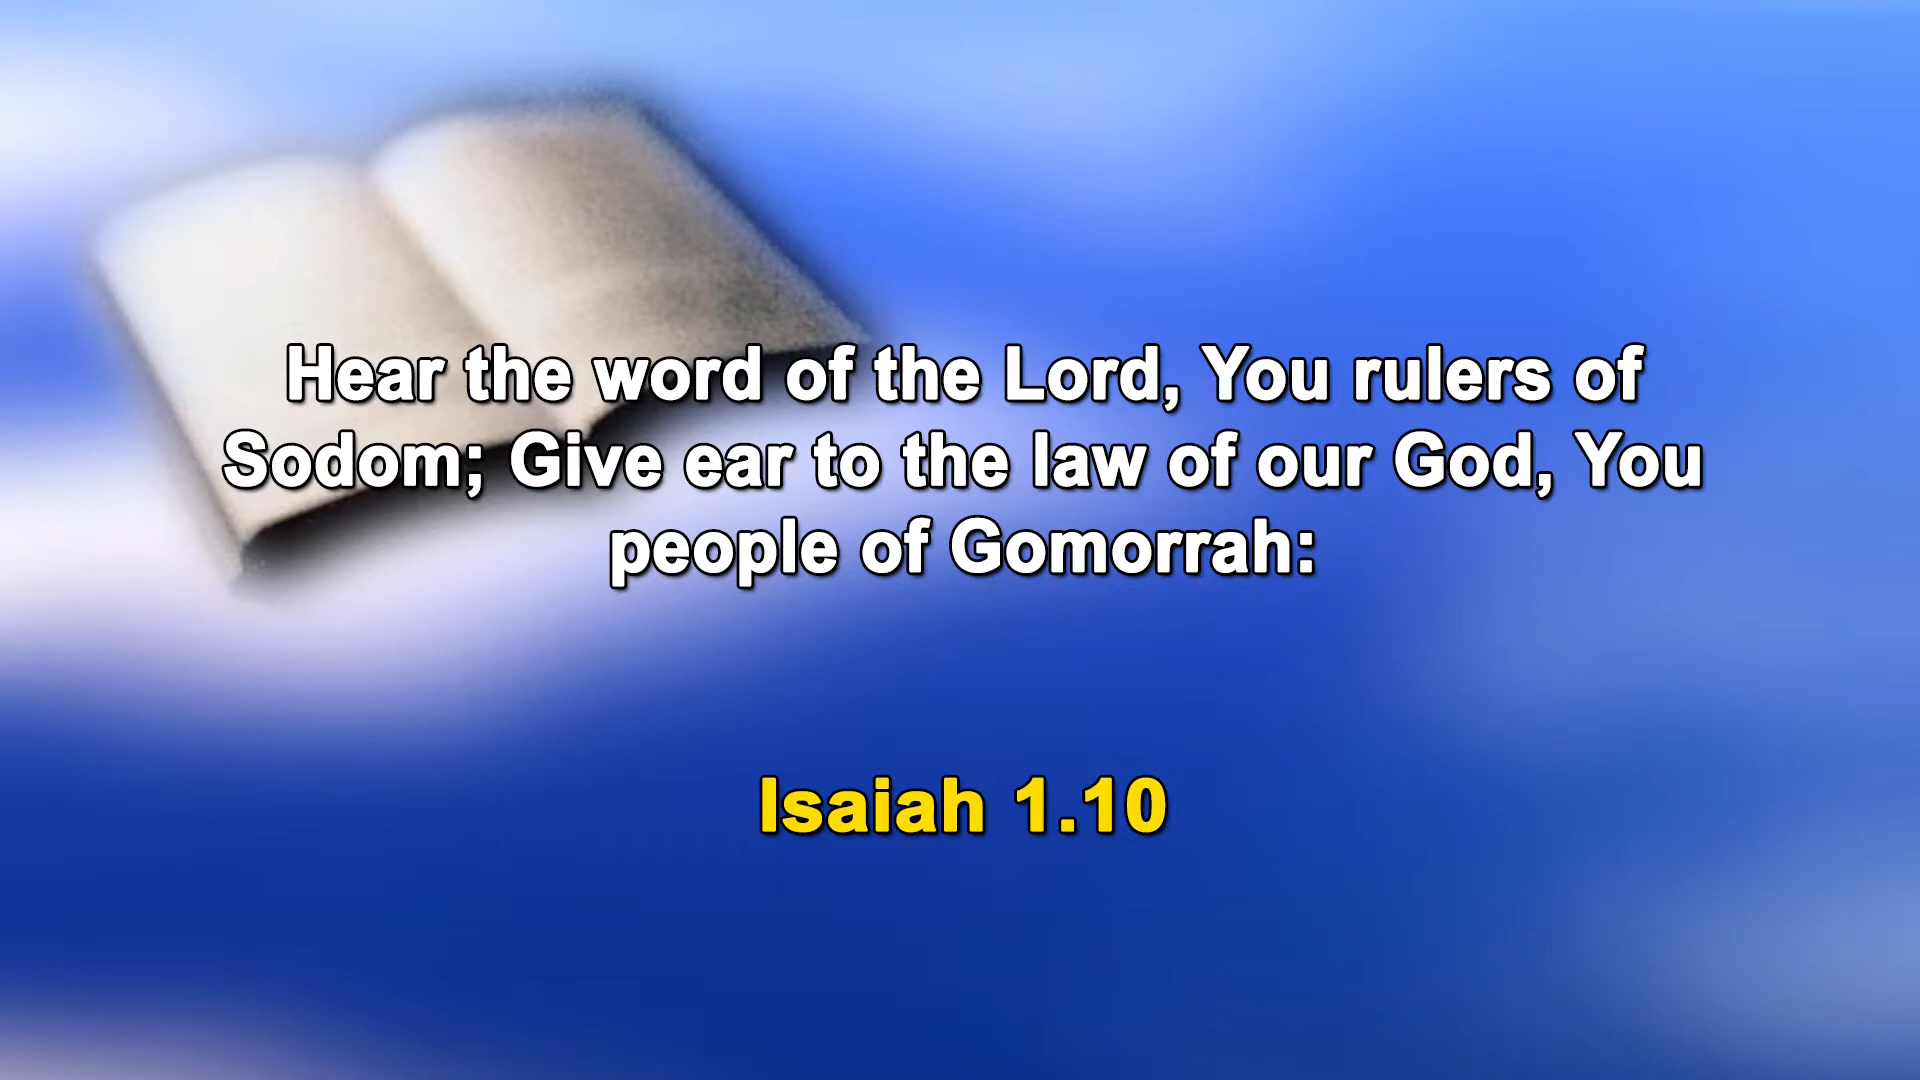 Hear the word of the Lord, You rulers of
Sodom; Give ear to the law of our God, You
people of Gomorrah:
Isaiah 1.10